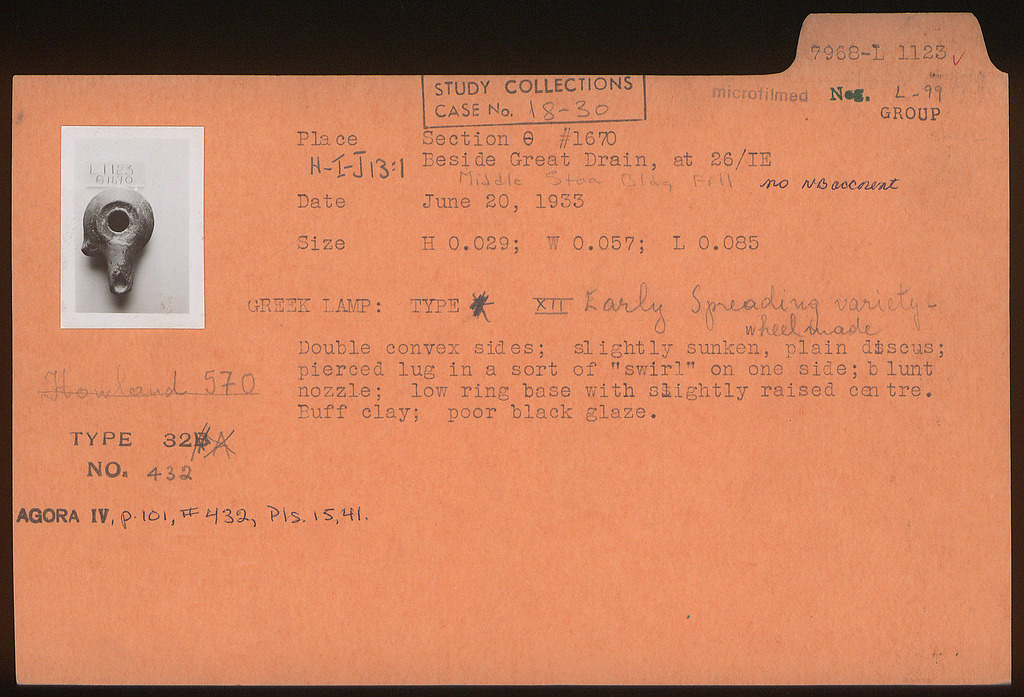 7968-L 1123 ✓
microfilmed Neg. L-99
GROUP
STUDY COLLECTIONS
CASE No. 18-30
L 1123
Θ1670
Place Section Θ #1670
H-I-J 13:1 Beside Great Drain, at 26/ΙΕ
Middle Stoa Bldg Fill no NB account
Date June 20, 1933
Size H 0.029; W 0.057; L 0.085
GREEK LAMP: TYPE XII Early Spreading variety-
wheelmade
Double convex sides; slightly sunken, plain discus;
pierced lug in a sort of "swirl" on one side; blunt
nozzle; low ring base with slightly raised centre.
Buff clay; poor black glaze.
Howland 570
TYPE 32
NO. 432
AGORA IV, p.101, #432, Pls. 15, 41.